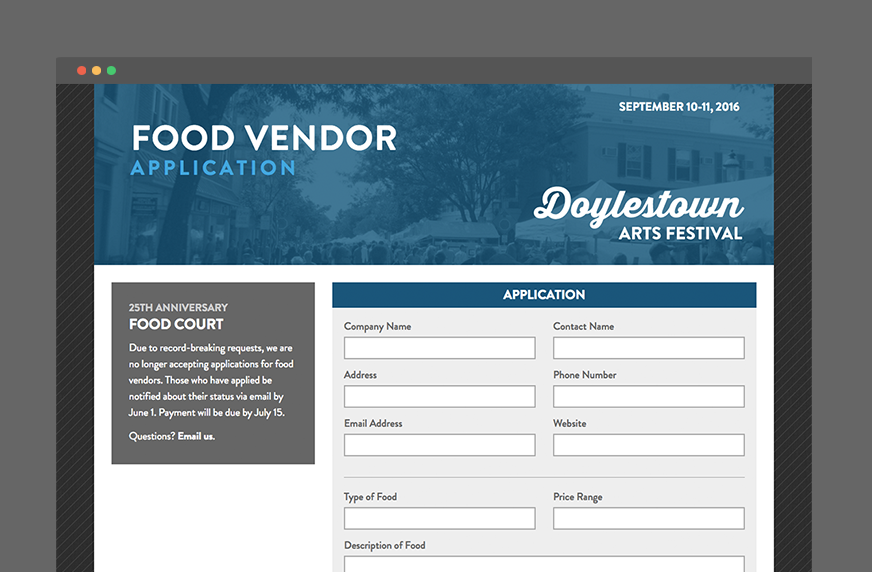 SEPTEMBER 10-11, 2016
FOOD VENDOR
APPLICATION
Doylestown
ARTS FESTIVAL
25TH ANNIVERSARY
FOOD COURT
Due to record-breaking requests, we are
no longer accepting applications for food
vendors. Those who have applied be
notified about their status via email by
June 1. Payment will be due by July 15.
Questions? Email us.
APPLICATION
Company Name
Contact Name
Address
Phone Number
Email Address
Website
Type of Food
Price Range
Description of Food